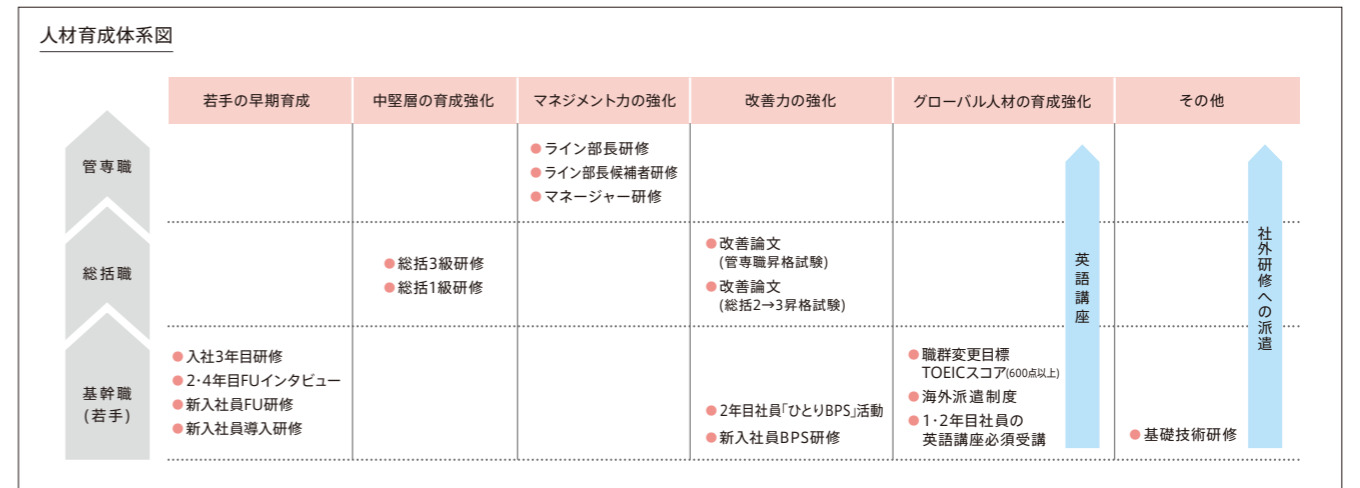 人材育成体系図
若手の早期育成
中堅層の育成強化
マネジメント力の強化
改善力の強化
グローバル人材の育成強化
その他
管専職
●ライン部長研修
●ライン部長候補者研修
●マネージャー研修
総括職
●総括3級研修
●総括1級研修
●改善論文
(管専職昇格試験)
●改善論文
(総括2→3昇格試験)
基幹職
(若手)
●入社3年目研修
●2・4年目FUインタビュー
●新入社員FU研修
●新入社員導入研修
●2年目社員「ひとりBPS」活動
●新入社員BPS研修
●職群変更目標
TOEICスコア(600点以上)
●海外派遣制度
●1・2年目社員の
英語講座必須受講
英語講座
●基礎技術研修
社外研修への派遣